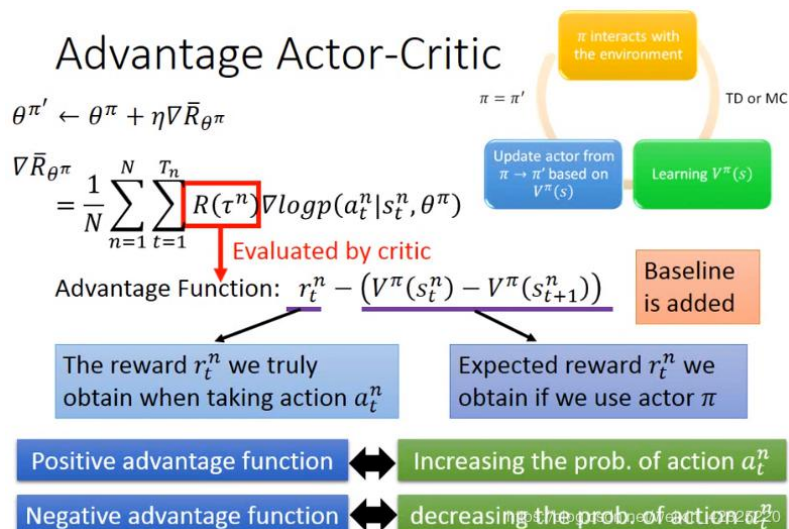 Advantage Actor-Critic
π interacts with
the environment
π = π′
TD or MC
Update actor from
π → π′ based on
V^π(s)
Learning V^π(s)
θ^{π′} ← θ^π + η∇R̄_{θ^π}
∇R̄_{θ^π}
= 1/N ∑_{n=1}^{N} ∑_{t=1}^{T_n} R(τ^n)∇logp(a_t^n|s_t^n, θ^π)
Evaluated by critic
Advantage Function: r_t^n − (V^π(s_t^n) − V^π(s_{t+1}^n))
Baseline
is added
The reward r_t^n we truly
obtain when taking action a_t^n
Expected reward r_t^n we
obtain if we use actor π
Positive advantage function
Increasing the prob. of action a_t^n
Negative advantage function
decreasing the prob. of action a_t^n